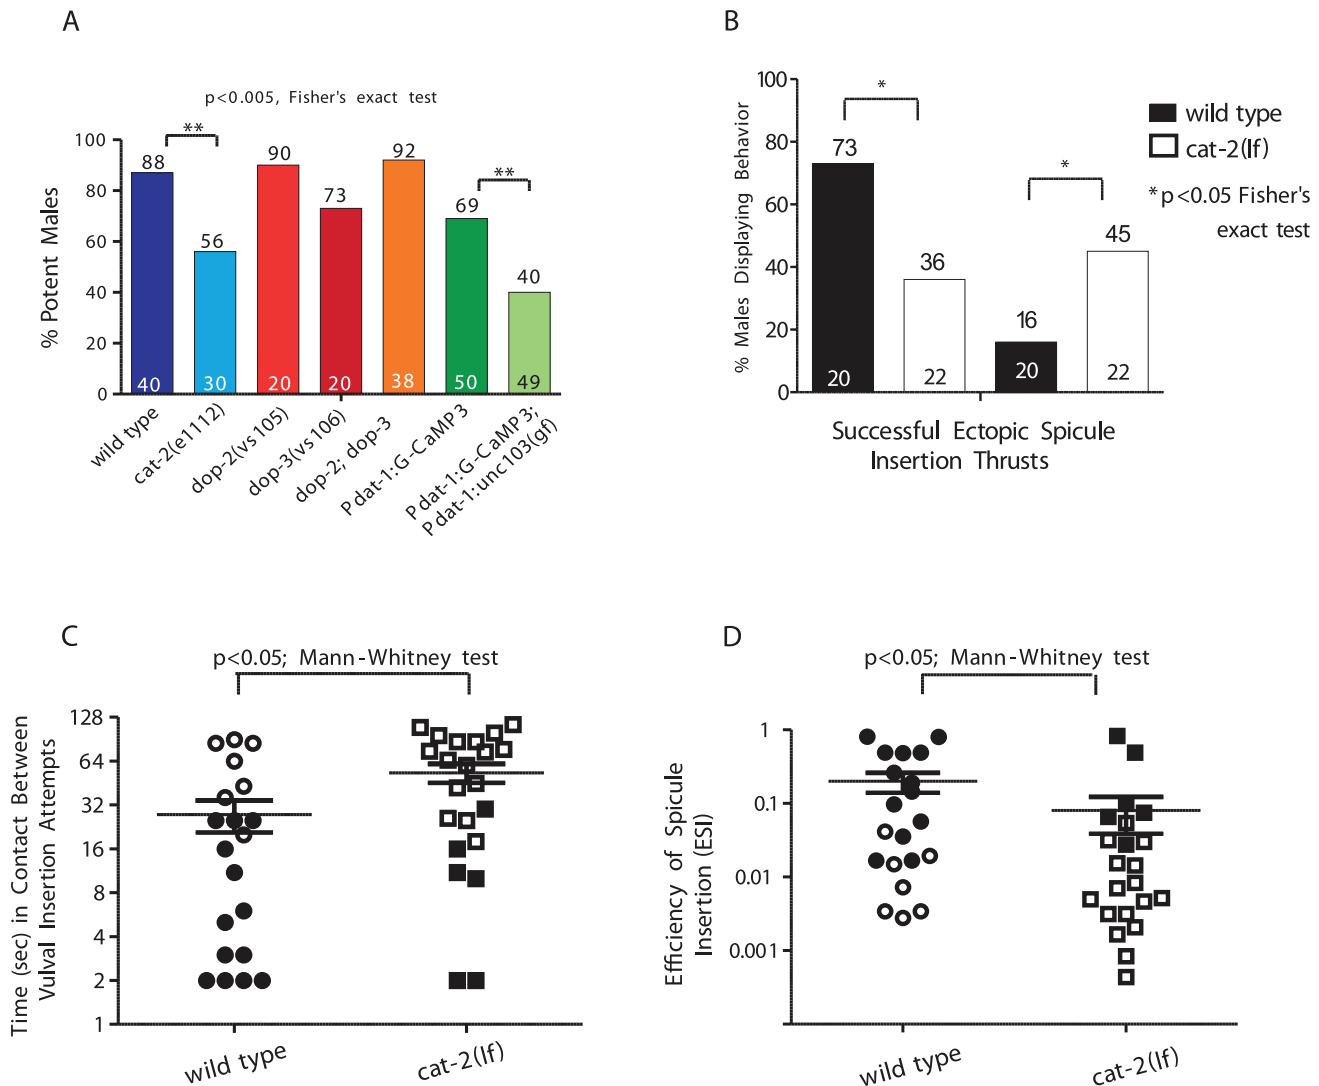 A
p<0.005, Fisher's exact test
% Potent Males
100
80
60
40
20
0
**
**
88
56
90
73
92
69
40
40
30
20
20
38
50
49
wild type
cat-2(e1112)
dop-2(vs105)
dop-3(vs106)
dop-2; dop-3
Pdat-1:G-CaMP3
Pdat-1:G-CaMP3;
Pdat-1:unc103(gf)
B
% Males Displaying Behavior
100
80
60
40
20
0
*
*
73
36
16
45
20
22
20
22
Successful Ectopic Spicule
Insertion Thrusts
wild type
cat-2(lf)
*p<0.05 Fisher's
exact test
C
p<0.05; Mann-Whitney test
Time (sec) in Contact Between
Vulval Insertion Attempts
128
64
32
16
8
4
2
1
wild type
cat-2(lf)
D
p<0.05; Mann-Whitney test
Efficiency of Spicule
Insertion (ESI)
1
0.1
0.01
0.001
wild type
cat-2(lf)